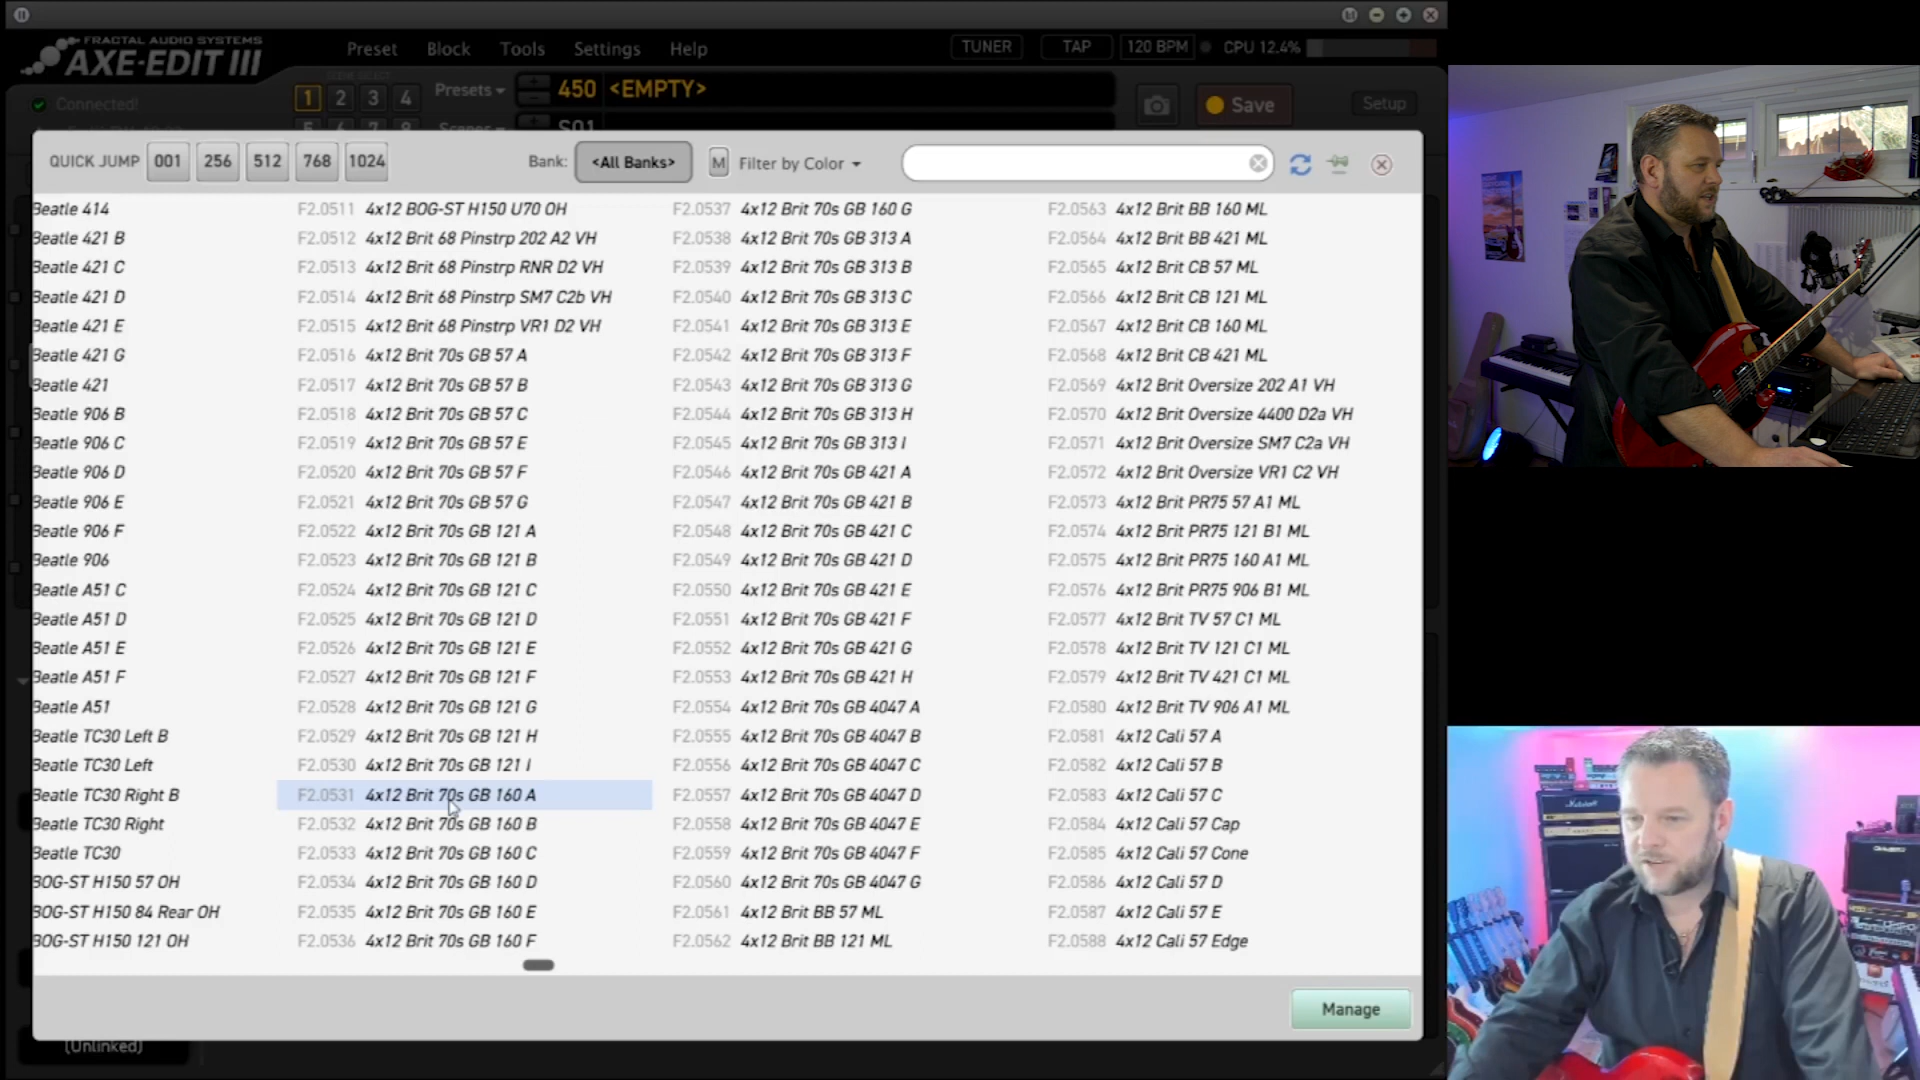 FRACTAL AUDIO SYSTEMS
AXE-EDIT III
Preset Block Tools Settings Help
TUNER TAP 120 BPM CPU 12.4%
Connected!
SCENE SELECT
1 2 3 4
Presets
450 <EMPTY>
Save
Setup
QUICK JUMP 001 256 512 768 1024
Bank: <All Banks>
M Filter by Color
Beatle 414
Beatle 421 B
Beatle 421 C
Beatle 421 D
Beatle 421 E
Beatle 421 G
Beatle 421
Beatle 906 B
Beatle 906 C
Beatle 906 D
Beatle 906 E
Beatle 906 F
Beatle 906
Beatle A51 C
Beatle A51 D
Beatle A51 E
Beatle A51 F
Beatle A51
Beatle TC30 Left B
Beatle TC30 Left
Beatle TC30 Right B
Beatle TC30 Right
Beatle TC30
BOG-ST H150 57 OH
BOG-ST H150 84 Rear OH
BOG-ST H150 121 OH
F2.0511 4x12 BOG-ST H150 U70 OH
F2.0512 4x12 Brit 68 Pinstrp 202 A2 VH
F2.0513 4x12 Brit 68 Pinstrp RNR D2 VH
F2.0514 4x12 Brit 68 Pinstrp SM7 C2b VH
F2.0515 4x12 Brit 68 Pinstrp VR1 D2 VH
F2.0516 4x12 Brit 70s GB 57 A
F2.0517 4x12 Brit 70s GB 57 B
F2.0518 4x12 Brit 70s GB 57 C
F2.0519 4x12 Brit 70s GB 57 E
F2.0520 4x12 Brit 70s GB 57 F
F2.0521 4x12 Brit 70s GB 57 G
F2.0522 4x12 Brit 70s GB 121 A
F2.0523 4x12 Brit 70s GB 121 B
F2.0524 4x12 Brit 70s GB 121 C
F2.0525 4x12 Brit 70s GB 121 D
F2.0526 4x12 Brit 70s GB 121 E
F2.0527 4x12 Brit 70s GB 121 F
F2.0528 4x12 Brit 70s GB 121 G
F2.0529 4x12 Brit 70s GB 121 H
F2.0530 4x12 Brit 70s GB 121 I
F2.0531 4x12 Brit 70s GB 160 A
F2.0532 4x12 Brit 70s GB 160 B
F2.0533 4x12 Brit 70s GB 160 C
F2.0534 4x12 Brit 70s GB 160 D
F2.0535 4x12 Brit 70s GB 160 E
F2.0536 4x12 Brit 70s GB 160 F
F2.0537 4x12 Brit 70s GB 160 G
F2.0538 4x12 Brit 70s GB 313 A
F2.0539 4x12 Brit 70s GB 313 B
F2.0540 4x12 Brit 70s GB 313 C
F2.0541 4x12 Brit 70s GB 313 E
F2.0542 4x12 Brit 70s GB 313 F
F2.0543 4x12 Brit 70s GB 313 G
F2.0544 4x12 Brit 70s GB 313 H
F2.0545 4x12 Brit 70s GB 313 I
F2.0546 4x12 Brit 70s GB 421 A
F2.0547 4x12 Brit 70s GB 421 B
F2.0548 4x12 Brit 70s GB 421 C
F2.0549 4x12 Brit 70s GB 421 D
F2.0550 4x12 Brit 70s GB 421 E
F2.0551 4x12 Brit 70s GB 421 F
F2.0552 4x12 Brit 70s GB 421 G
F2.0553 4x12 Brit 70s GB 421 H
F2.0554 4x12 Brit 70s GB 4047 A
F2.0555 4x12 Brit 70s GB 4047 B
F2.0556 4x12 Brit 70s GB 4047 C
F2.0557 4x12 Brit 70s GB 4047 D
F2.0558 4x12 Brit 70s GB 4047 E
F2.0559 4x12 Brit 70s GB 4047 F
F2.0560 4x12 Brit 70s GB 4047 G
F2.0561 4x12 Brit BB 57 ML
F2.0562 4x12 Brit BB 121 ML
F2.0563 4x12 Brit BB 160 ML
F2.0564 4x12 Brit BB 421 ML
F2.0565 4x12 Brit CB 57 ML
F2.0566 4x12 Brit CB 121 ML
F2.0567 4x12 Brit CB 160 ML
F2.0568 4x12 Brit CB 421 ML
F2.0569 4x12 Brit Oversize 202 A1 VH
F2.0570 4x12 Brit Oversize 4400 D2a VH
F2.0571 4x12 Brit Oversize SM7 C2a VH
F2.0572 4x12 Brit Oversize VR1 C2 VH
F2.0573 4x12 Brit PR75 57 A1 ML
F2.0574 4x12 Brit PR75 121 B1 ML
F2.0575 4x12 Brit PR75 160 A1 ML
F2.0576 4x12 Brit PR75 906 B1 ML
F2.0577 4x12 Brit TV 57 C1 ML
F2.0578 4x12 Brit TV 121 C1 ML
F2.0579 4x12 Brit TV 421 C1 ML
F2.0580 4x12 Brit TV 906 A1 ML
F2.0581 4x12 Cali 57 A
F2.0582 4x12 Cali 57 B
F2.0583 4x12 Cali 57 C
F2.0584 4x12 Cali 57 Cap
F2.0585 4x12 Cali 57 Cone
F2.0586 4x12 Cali 57 D
F2.0587 4x12 Cali 57 E
F2.0588 4x12 Cali 57 Edge
Manage
(Unlinked)